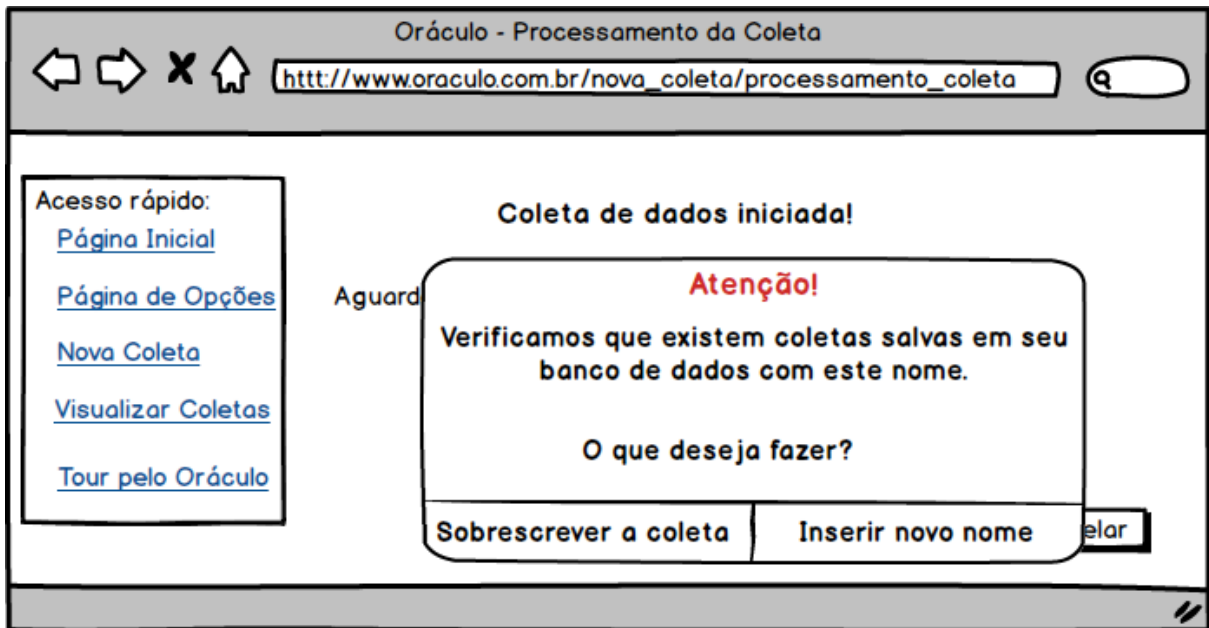 Oráculo - Processamento da Coleta
httt://www.oraculo.com.br/nova_coleta/processamento_coleta
Acesso rápido:
Página Inicial
Página de Opções
Nova Coleta
Visualizar Coletas
Tour pelo Oráculo
Coleta de dados iniciada!
Aguard
Atenção!
Verificamos que existem coletas salvas em seu
banco de dados com este nome.
O que deseja fazer?
Sobrescrever a coleta
Inserir novo nome
elar